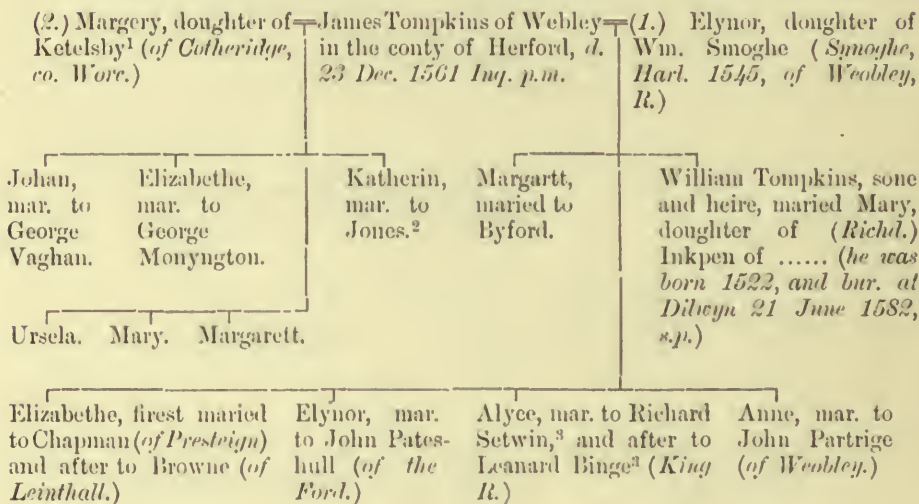 (2.) Margery, doughter of
Ketelsby¹ (of Cotheridge,
co. Worc.)
James Tompkins of Webley
in the conty of Herford, d.
23 Dec. 1561 Inq. p.m.
(1.) Elynor, doughter of
Wm. Smoghe (Symoghe,
Harl. 1545, of Weobley,
R.)
Johan,
mar. to
George
Vaghan.
Elizabethe,
mar. to
George
Monyngton.
Katherin,
mar. to
Jones.²
Margartt,
maried to
Byford.
William Tompkins, sone
and heire, maried Mary,
doughter of (Richd.)
Inkpen of ...... (he was
born 1522, and bur. at
Dilwyn 21 June 1582,
s.p.)
Ursela. Mary. Margarett.
Elizabethe, firest maried
to Chapman (of Presteign)
and after to Browne (of
Leinthall.)
Elynor, mar.
to John Pates-
hull (of the
Ford.)
Alyce, mar. to Richard
Setwin,³ and after to
Leanard Binge³ (King
R.)
Anne, mar. to
John Partrige
(of Weobley.)